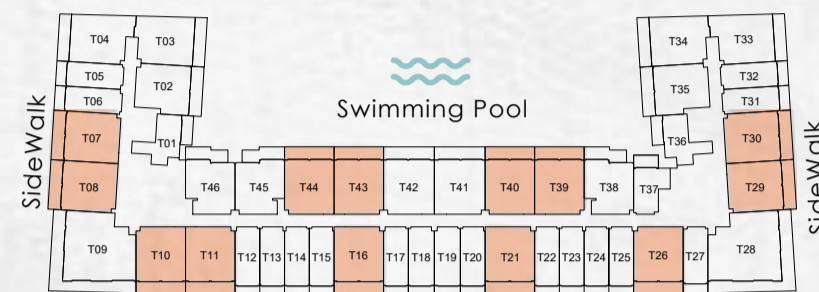 T04 T03
T34 T33
T05
T02
T35
T32
T06
T31
Swimming Pool
SideWalk
SideWalk
T07
T01
T36
T30
T08
T46 T45 T44 T43 T42 T41 T40 T39 T38 T37
T29
T09
T10 T11 T12 T13 T14 T15 T16 T17 T18 T19 T20 T21 T22 T23 T24 T25 T26 T27
T28